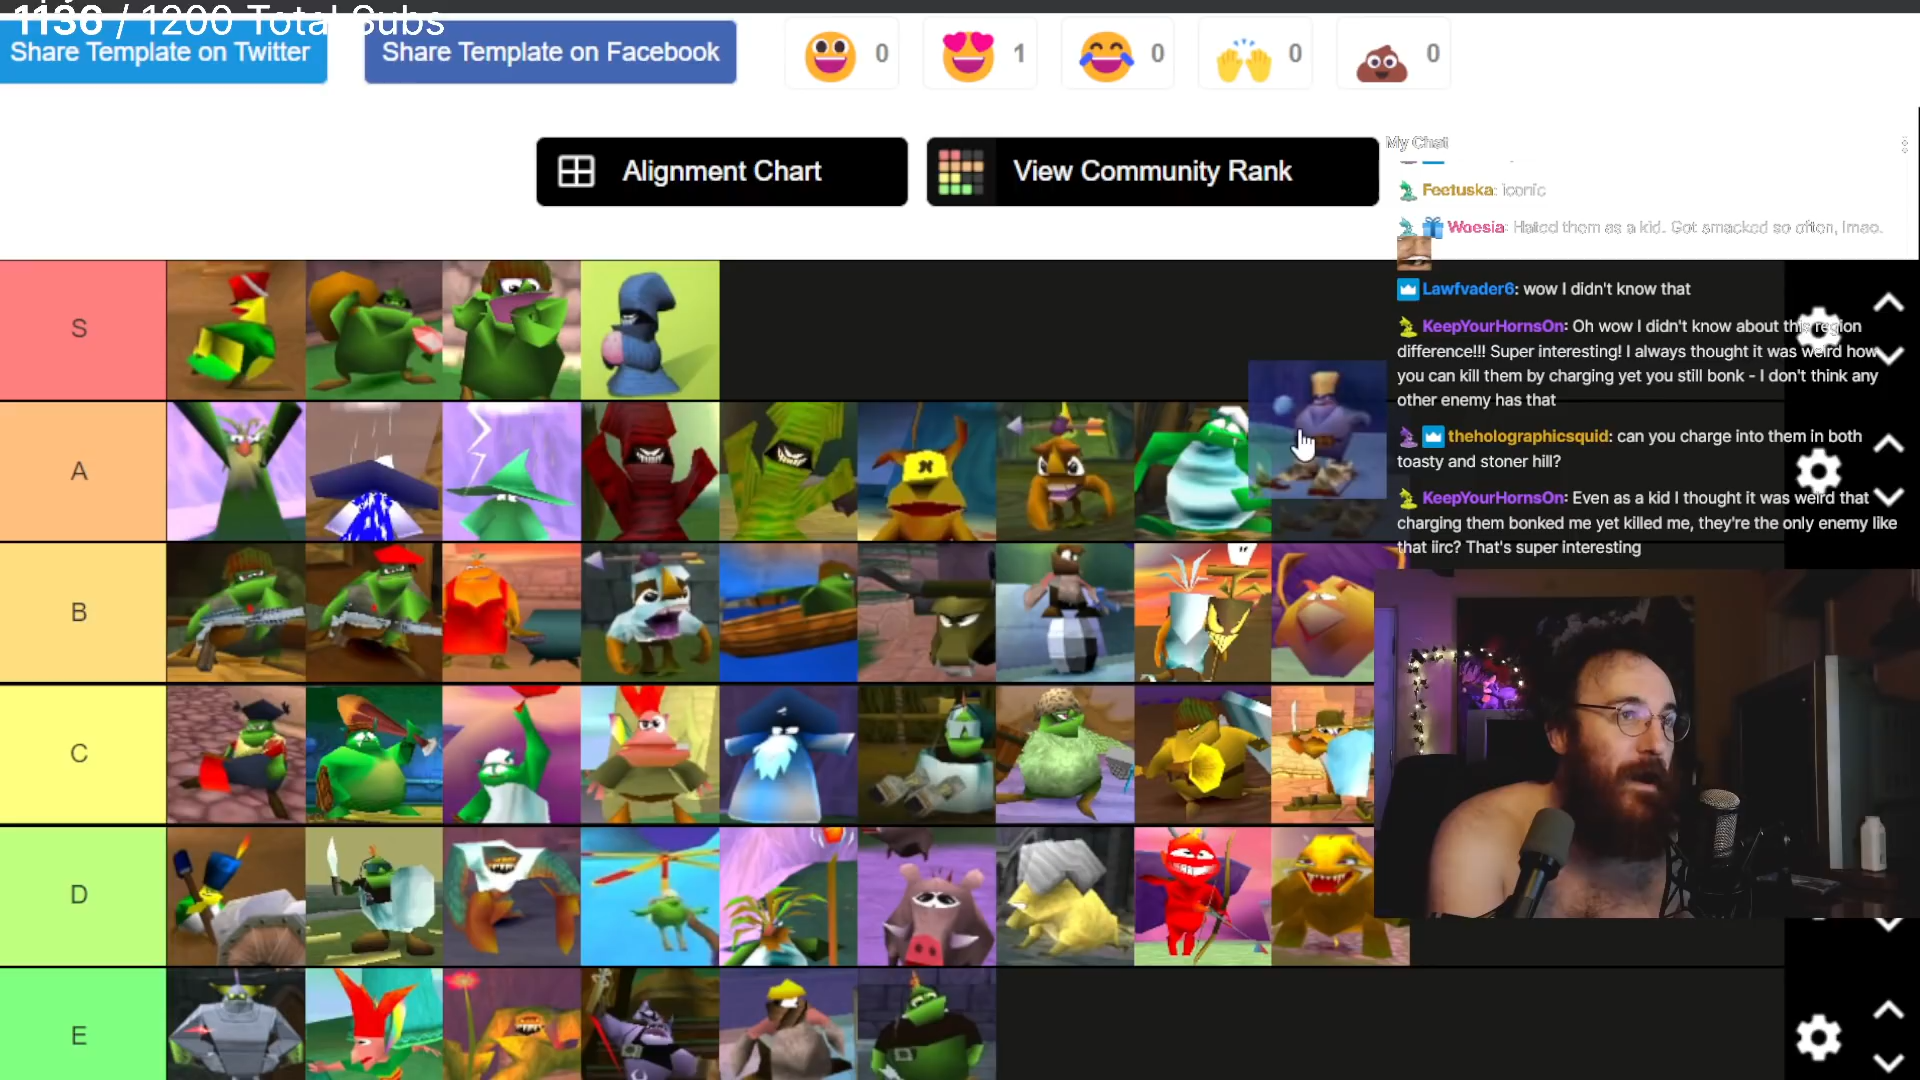 1136 / 1200 Total Subs
Share Template on Twitter
Share Template on Facebook
0
1
0
0
0
Alignment Chart
View Community Rank
My Chat
Feetuska: iconic
Woesia: Hated them as a kid. Got smacked so often, lmao.
Lawfvader6: wow I didn't know that
KeepYourHornsOn: Oh wow I didn't know about this region
difference!!! Super interesting! I always thought it was weird how
you can kill them by charging yet you still bonk - I don't think any
other enemy has that
theholographicsquid: can you charge into them in both
toasty and stoner hill?
KeepYourHornsOn: Even as a kid I thought it was weird that
charging them bonked me yet killed me, they're the only enemy like
that iirc? That's super interesting
S
A
B
C
D
E